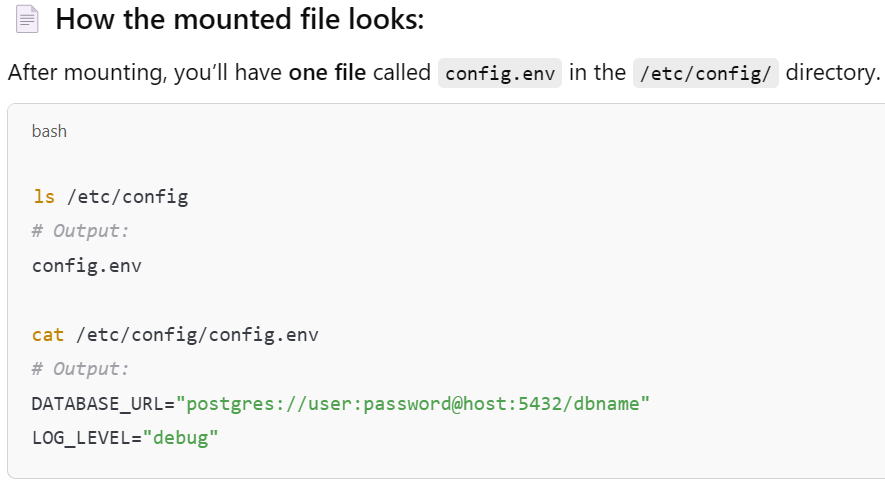 How the mounted file looks:
After mounting, you’ll have one file called config.env in the /etc/config/ directory.
bash
ls /etc/config
# Output:
config.env
cat /etc/config/config.env
# Output:
DATABASE_URL="postgres://user:password@host:5432/dbname"
LOG_LEVEL="debug"